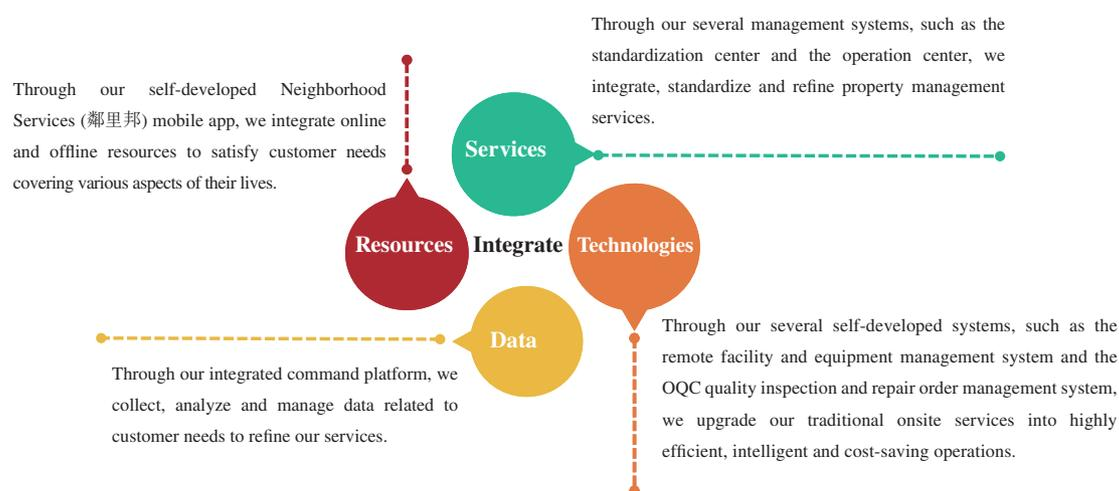 Through our several management systems, such as the
standardization center and the operation center, we
integrate, standardize and refine property management
services.
Through our self-developed Neighborhood
Services (鄰里邦) mobile app, we integrate online
and offline resources to satisfy customer needs
covering various aspects of their lives.
Services
Resources
Integrate
Technologies
Data
Through our integrated command platform, we
collect, analyze and manage data related to
customer needs to refine our services.
Through our several self-developed systems, such as the
remote facility and equipment management system and the
OQC quality inspection and repair order management system,
we upgrade our traditional onsite services into highly
efficient, intelligent and cost-saving operations.